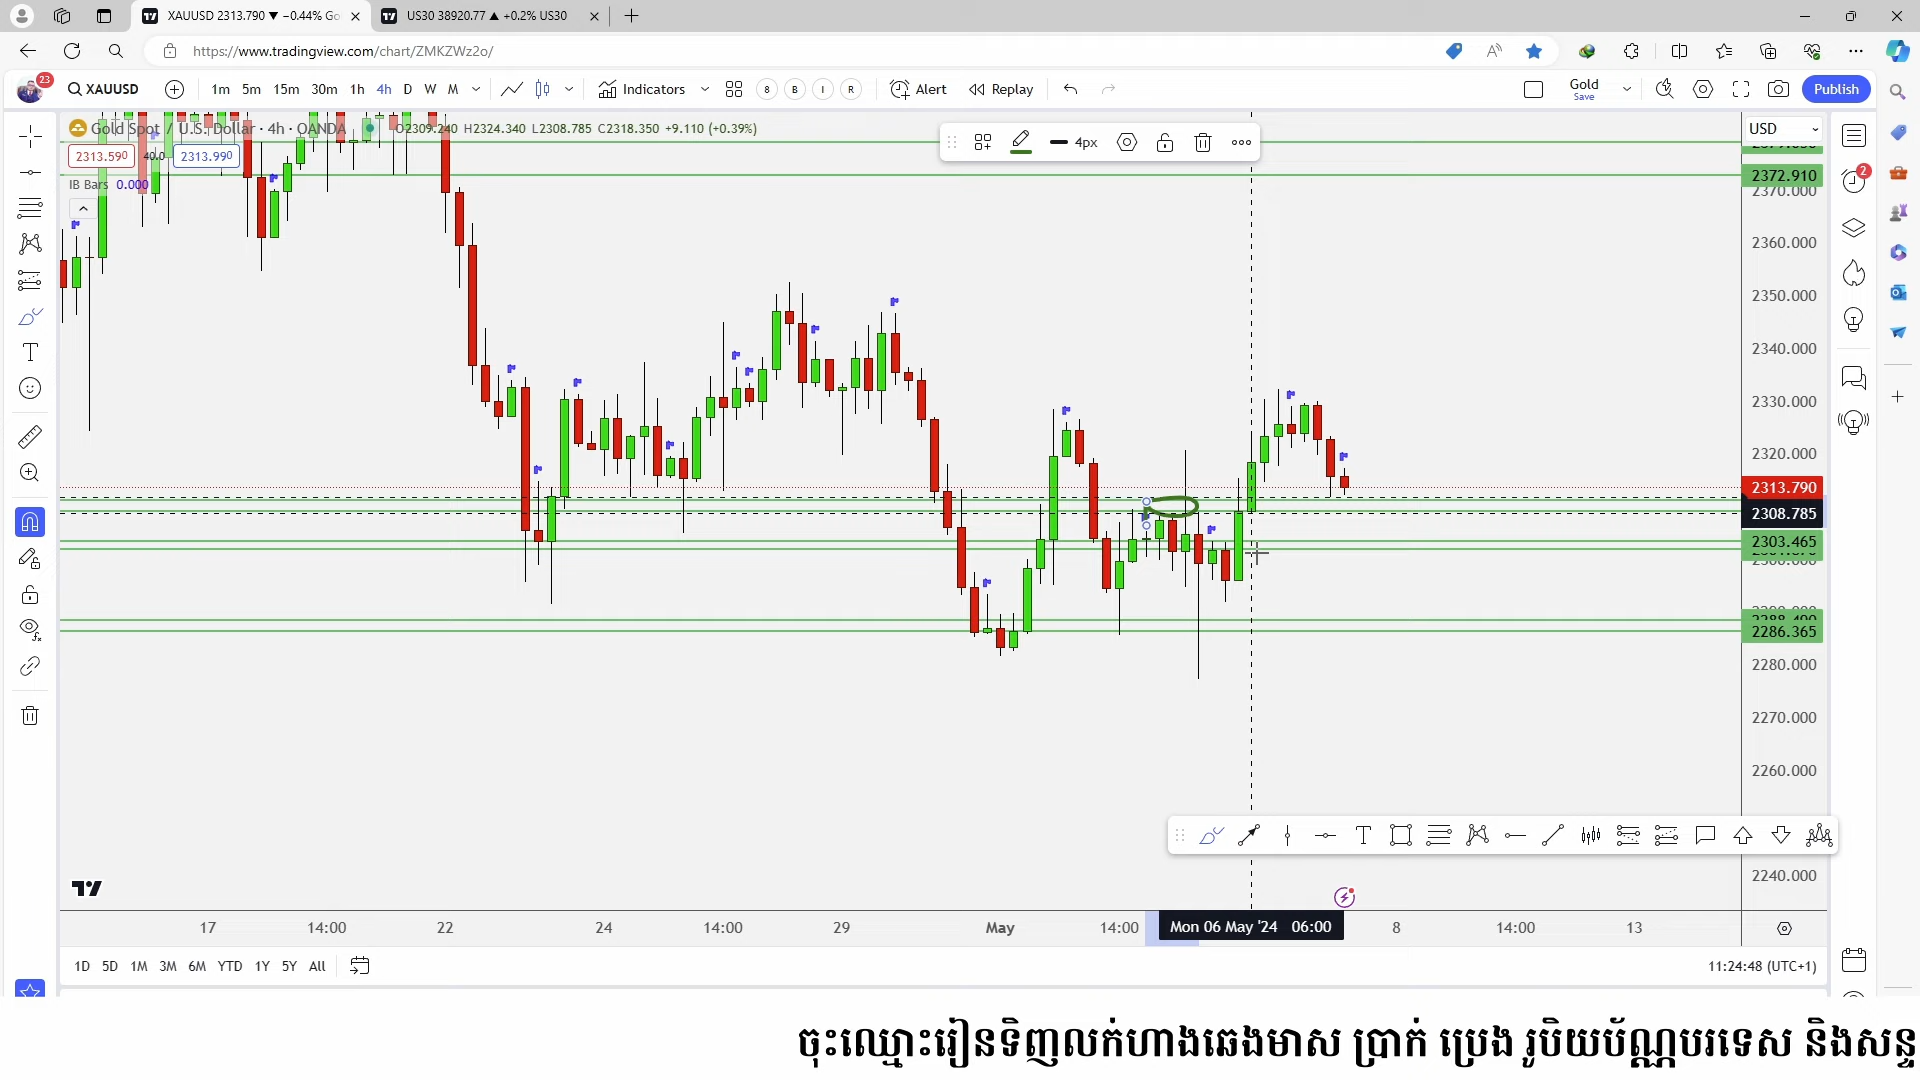 XAUUSD 2313.790 ▼ −0.44% Go
US30 38920.77 ▲ +0.2% US30
https://www.tradingview.com/chart/ZMKZWz2o/
23
XAUUSD
1m 5m 15m 30m 1h 4h D W M
Indicators
8 B I R
Alert
Replay
Gold
Save
Publish
Gold Spot / U.S. Dollar · 4h · OANDA
O2309.240 H2324.340 L2308.785 C2318.350 +9.110 (+0.39%)
4px
USD
2313.590
40.0
2313.990
2372.910
2370.000
2
IB Bars 0.000
2360.000
2350.000
2340.000
2330.000
2320.000
2313.790
2308.785
2303.465
2286.365
2280.000
2270.000
2260.000
2240.000
17 14:00 22 24 14:00 29 May 14:00 Mon 06 May '24 06:00 8 14:00 13
1D 5D 1M 3M 6M YTD 1Y 5Y All
11:24:48 (UTC+1)
ចុះឈ្មោះរៀនទិញលក់ហាងឆេងមាស ប្រាក់ ប្រេង រូបិយប័ណ្ណបរទេស និងសន្ទ